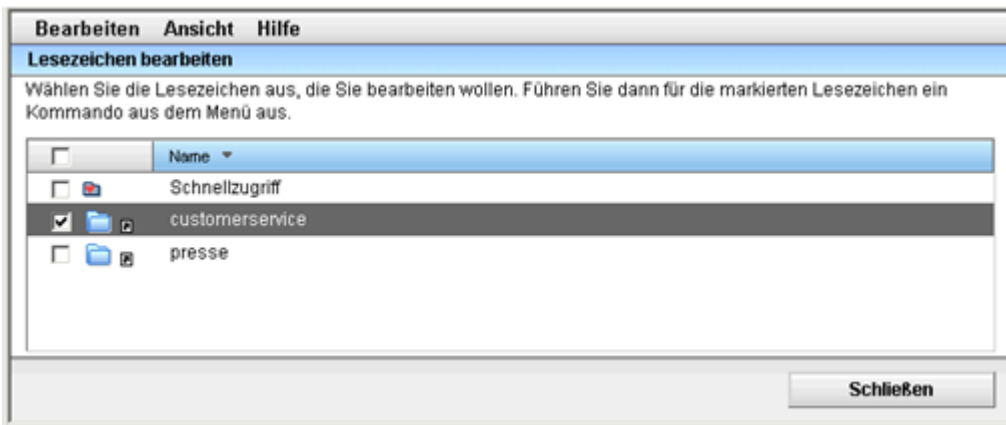 Bearbeiten Ansicht Hilfe
Lesezeichen bearbeiten
Wählen Sie die Lesezeichen aus, die Sie bearbeiten wollen. Führen Sie dann für die markierten Lesezeichen ein
Kommando aus dem Menü aus.
Name
Schnellzugriff
customerservice
presse
Schließen